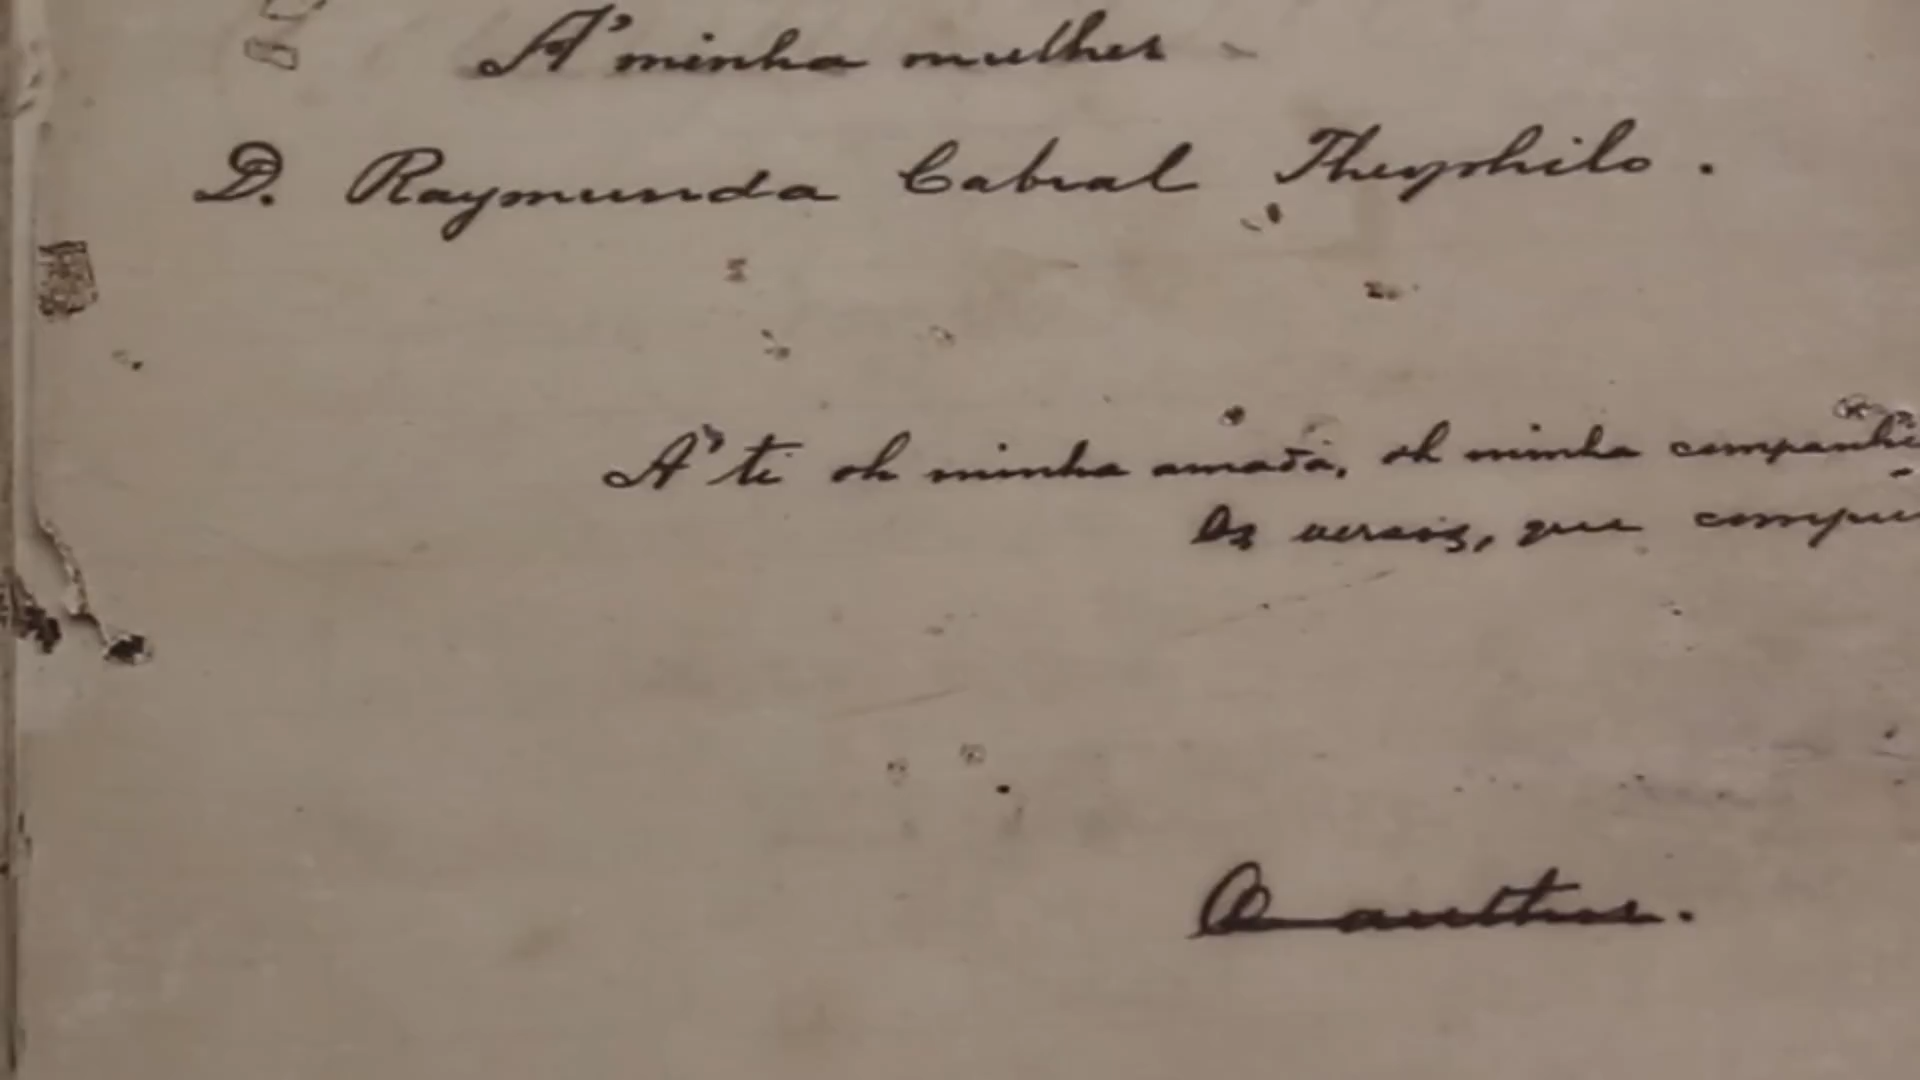 A' minha mulher
D. Raymunda Cabral Theophilo.
A' ti oh minha amada, oh minha companhei
Os versos, que compu
O author.